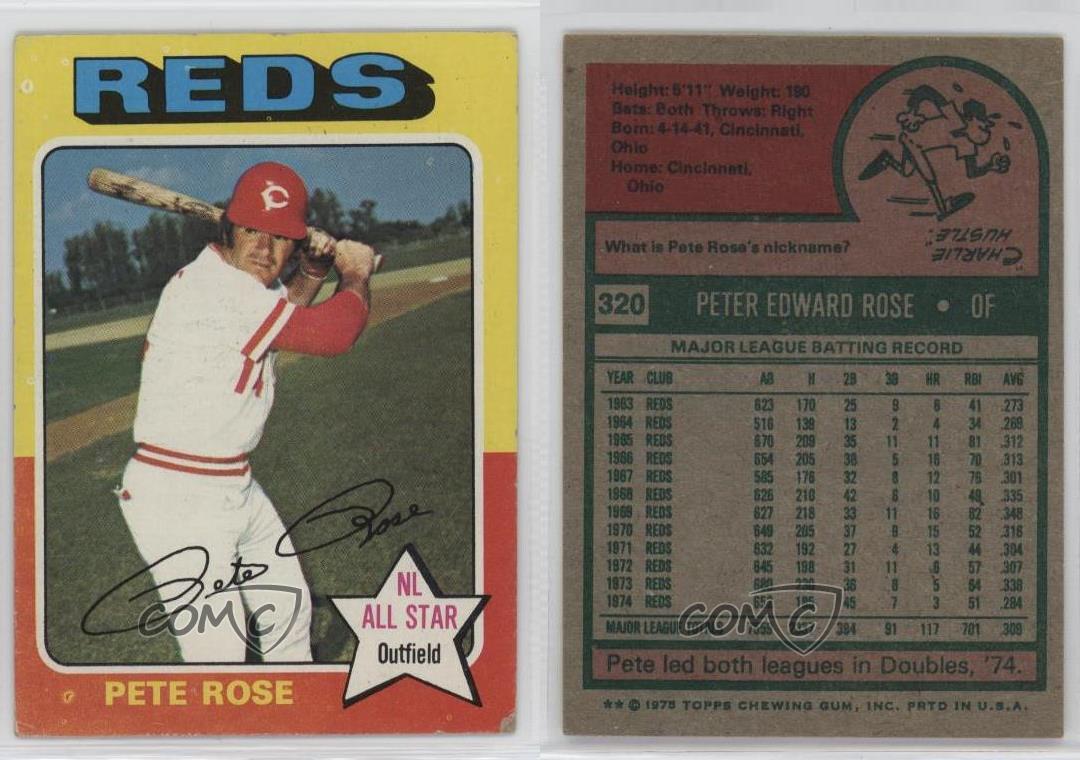 REDS
C
Pete Rose
NL
ALL STAR
Outfield
COMC
PETE ROSE
Height: 5'11" Weight: 190
Bats: Both Throws: Right
Born: 4-14-41, Cincinnati,
Ohio
Home: Cincinnati,
Ohio
"CHARLIE
HUSTLE."
What is Pete Rose's nickname?
320 PETER EDWARD ROSE • OF
MAJOR LEAGUE BATTING RECORD
YEAR CLUB AB H 2B 3B HR RBI AVG
1963 REDS 623 170 25 9 6 41 .273
1964 REDS 516 139 13 2 4 34 .269
1965 REDS 670 209 35 11 11 81 .312
1966 REDS 654 205 38 5 16 70 .313
1967 REDS 585 176 32 8 12 76 .301
1968 REDS 626 210 42 6 10 49 .335
1969 REDS 627 218 33 11 16 82 .348
1970 REDS 649 205 37 9 15 52 .316
1971 REDS 632 192 27 4 13 44 .304
1972 REDS 645 198 31 11 6 57 .307
1973 REDS 680 230 36 8 5 64 .338
1974 REDS 652 185 45 7 3 51 .284
MAJOR LEAGUE 384 91 117 701 .309
COMC
Pete led both leagues in Doubles, '74.
** © 1975 TOPPS CHEWING GUM, INC. PRTD IN U.S.A.